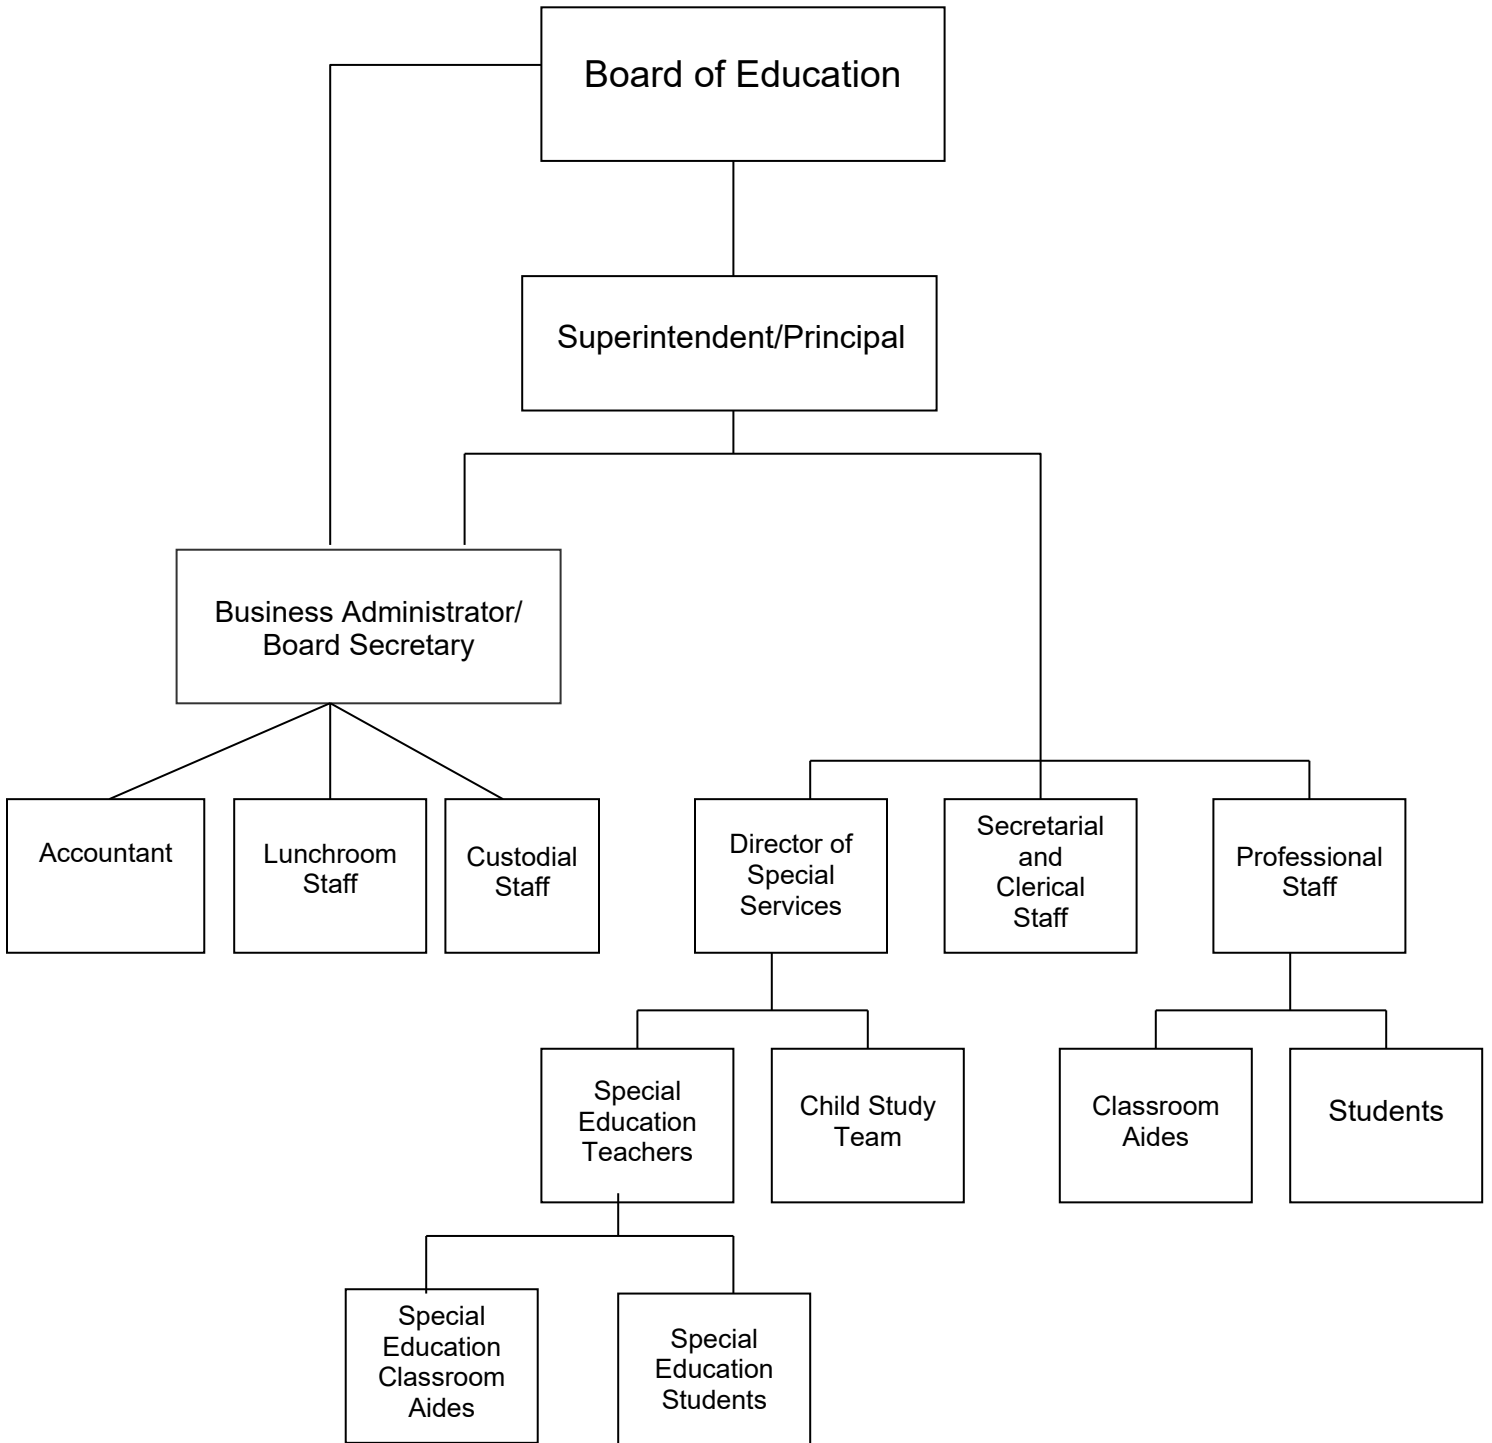 Board of Education
Superintendent/Principal
Business Administrator/
Board Secretary
Accountant
Lunchroom
Staff
Custodial
Staff
Director of
Special
Services
Secretarial
and
Clerical
Staff
Professional
Staff
Special
Education
Teachers
Child Study
Team
Classroom
Aides
Students
Special
Education
Classroom
Aides
Special
Education
Students